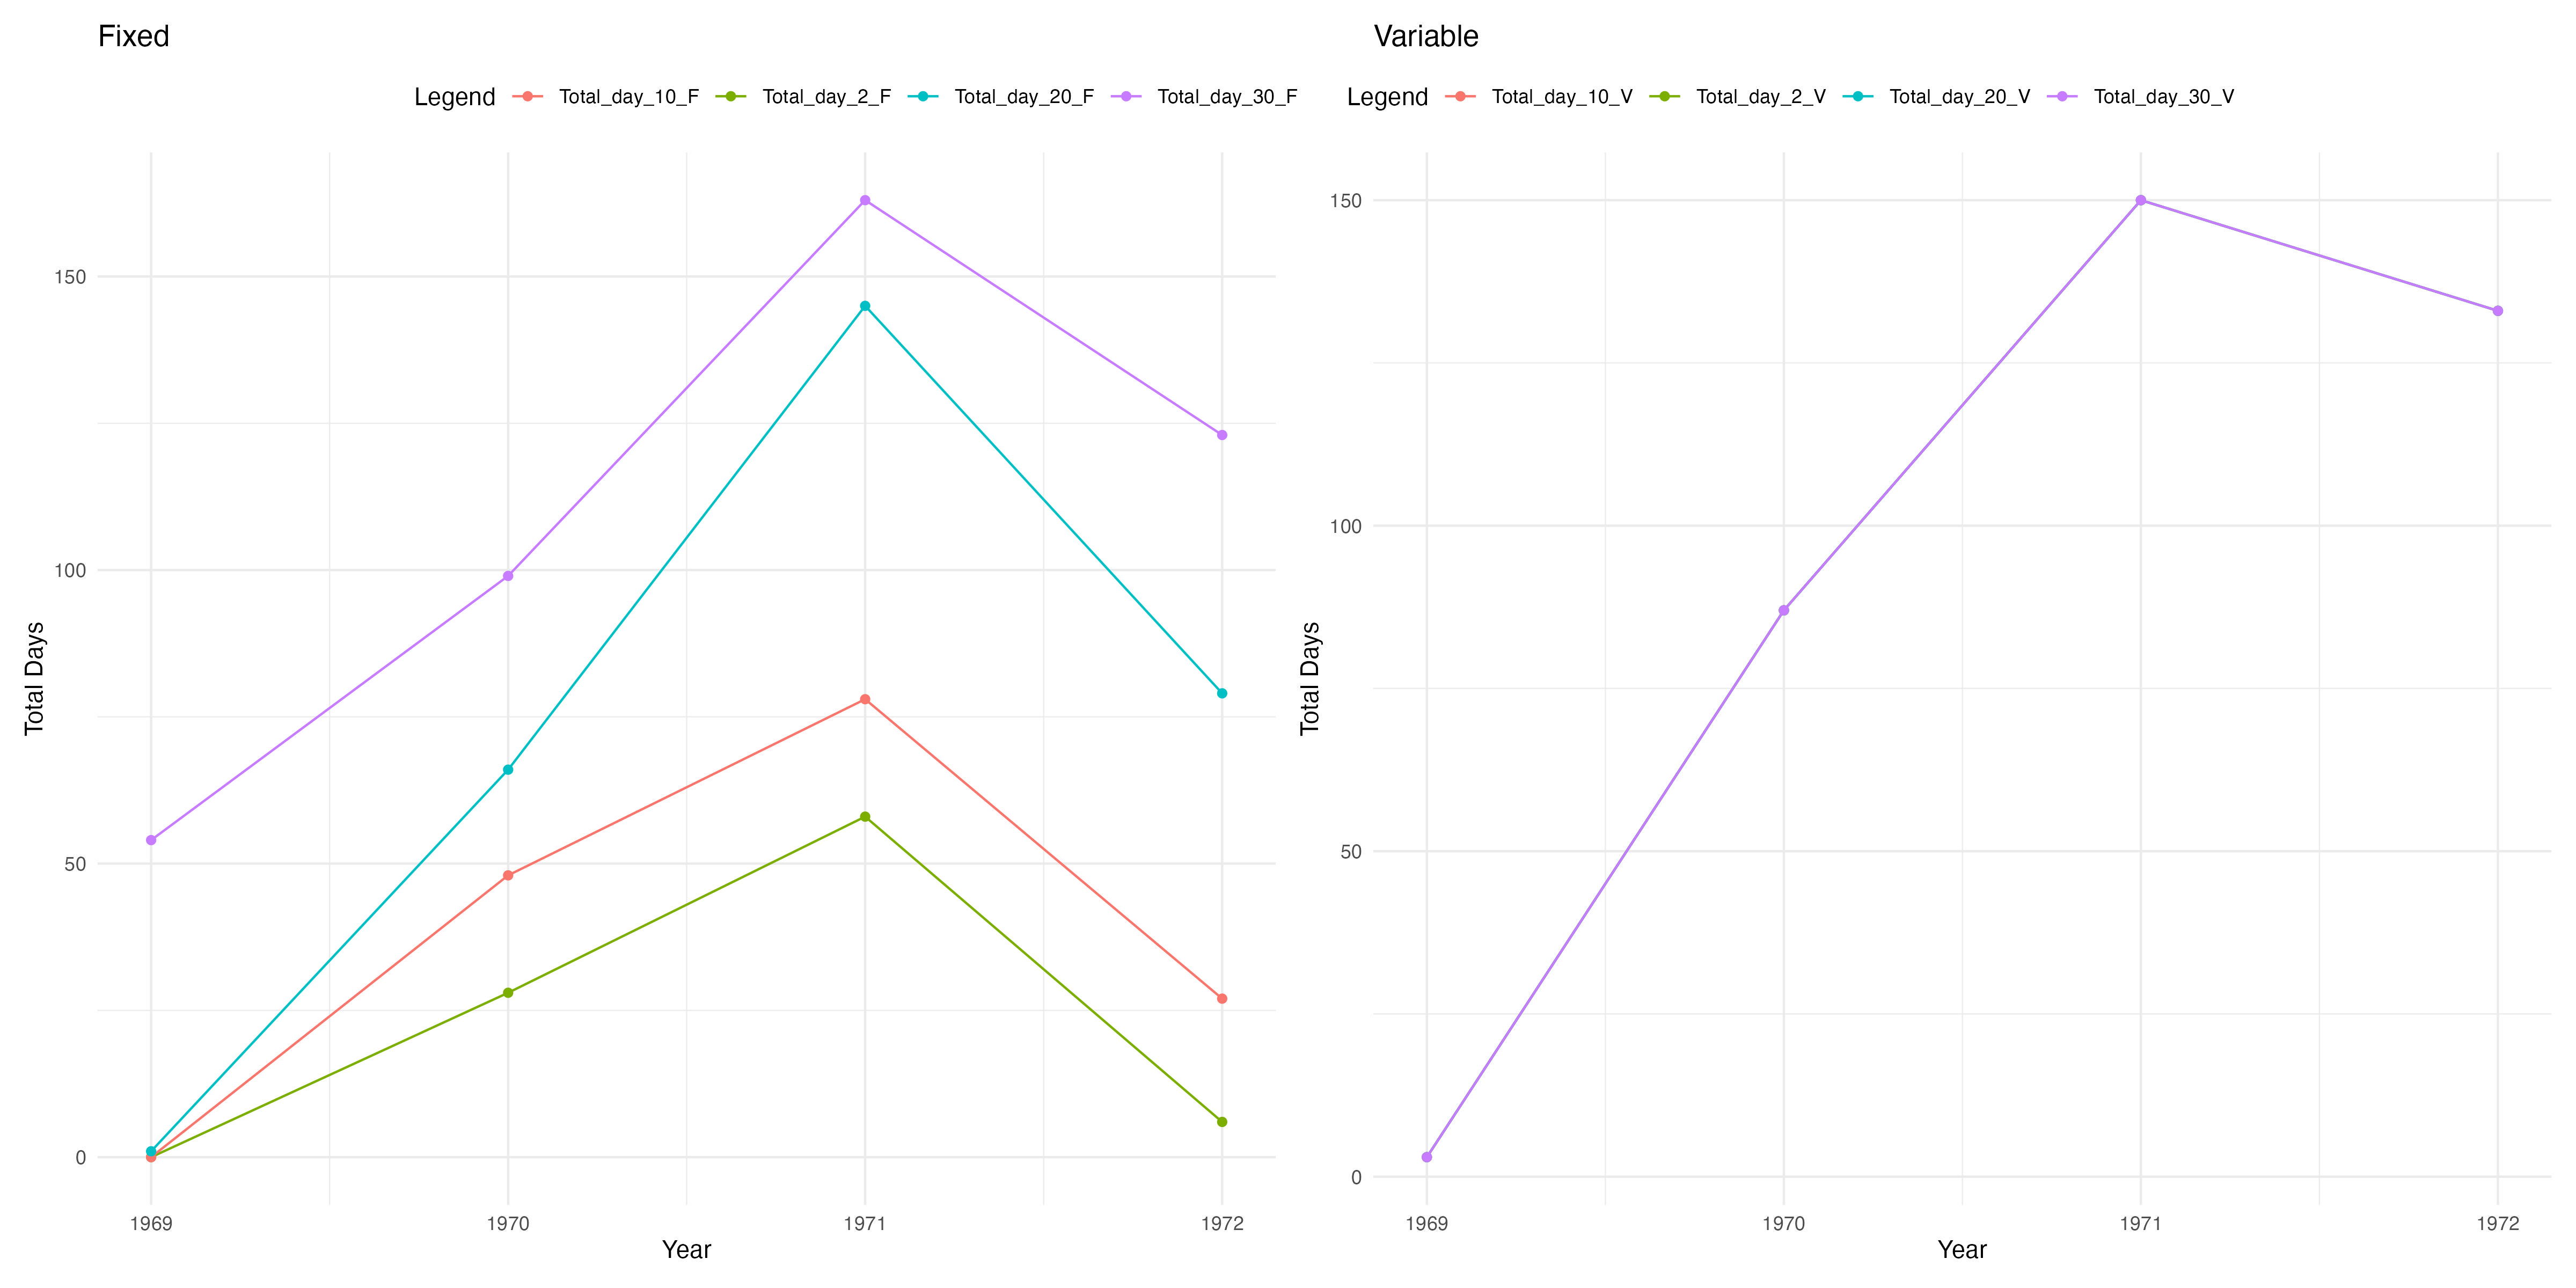 Fixed
Legend Total_day_10_F Total_day_2_F Total_day_20_F Total_day_30_F
150
100
50
0
Total Days
1969 1970 1971 1972
Year
Variable
Legend Total_day_10_V Total_day_2_V Total_day_20_V Total_day_30_V
150
100
50
0
Total Days
1969 1970 1971 1972
Year